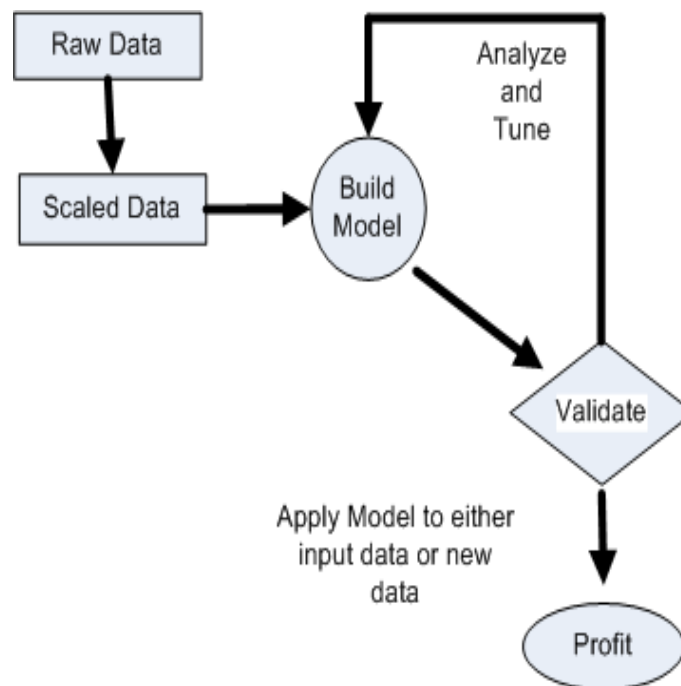 Raw Data
Scaled Data
Build
Model
Analyze
and
Tune
Validate
Apply Model to either
input data or new
data
Profit